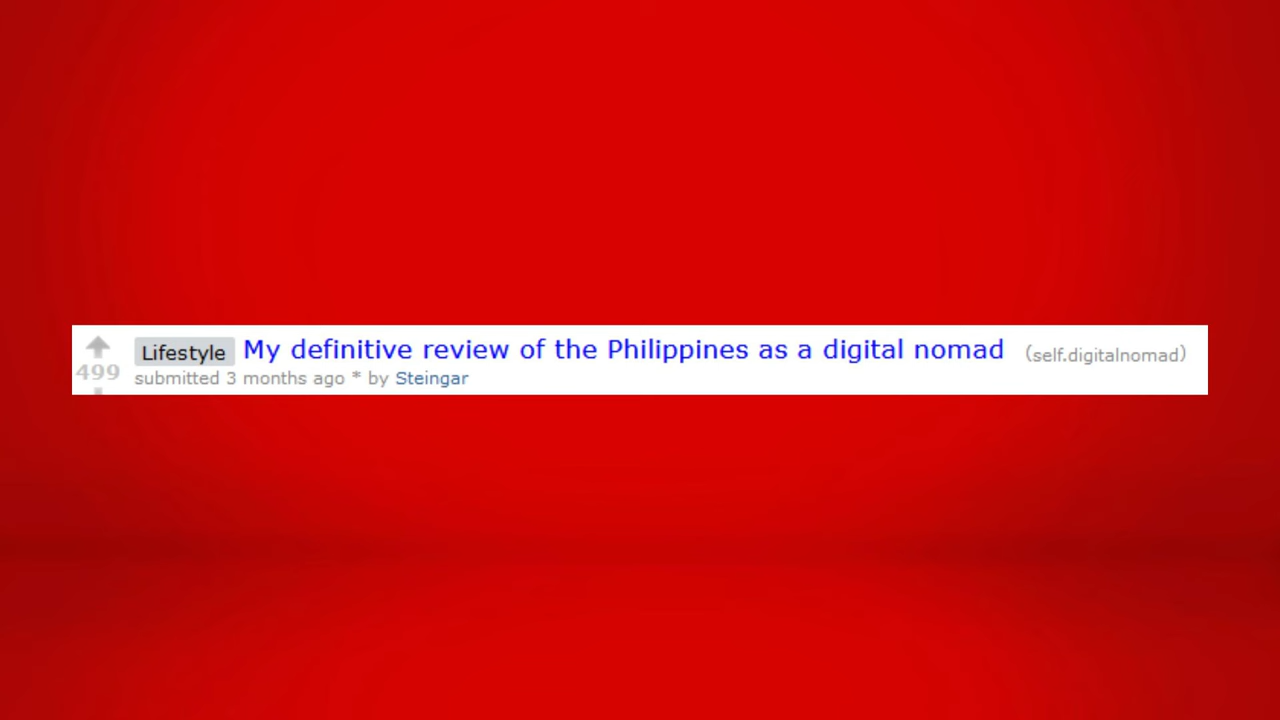 Lifestyle My definitive review of the Philippines as a digital nomad (self.digitalnomad)
499
submitted 3 months ago * by Steingar